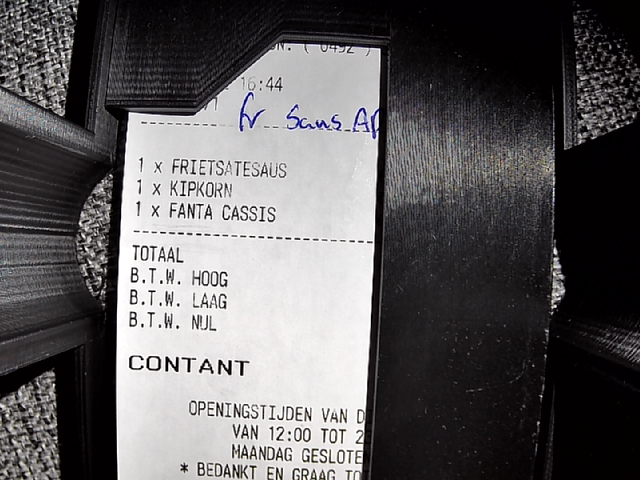 ( 0492 )
16:44
fr Saus AP
1 x FRIETSATESAUS
1 x KIPKORN
1 x FANTA CASSIS
TOTAAL
B.T.W. HOOG
B.T.W. LAAG
B.T.W. NUL
CONTANT
OPENINGSTIJDEN VAN D
VAN 12:00 TOT 2
MAANDAG GESLOTE
* BEDANKT EN GRAAG TO